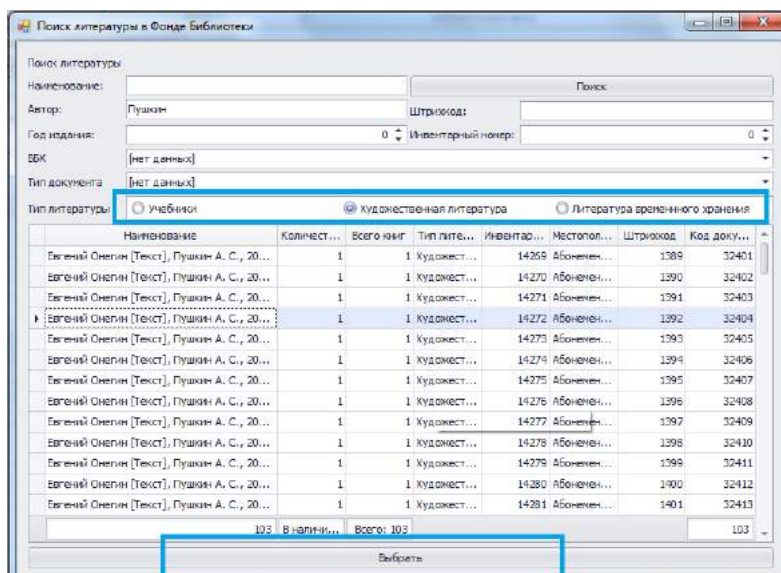 Поиск литературы в Фонде Библиотеки
Поиск литературы
Наименование: Поиск
Автор: Пушкин Штрихкод:
Год издания: 0 Инвентарный номер: 0
ББК [нет данных]
Тип документа [нет данных]
Тип литературы Учебники Художественная литература Литература временнного хранения
Наименование Количест... Всего книг Тип лите... Инвентар... Местопол... Штрихкод Код доку...
Евгений Онегин [Текст], Пушкин А. С., 20... 1 1 Художест... 14269 Абонемен... 1389 32401
Евгений Онегин [Текст], Пушкин А. С., 20... 1 1 Художест... 14270 Абонемен... 1390 32402
Евгений Онегин [Текст], Пушкин А. С., 20... 1 1 Художест... 14271 Абонемен... 1391 32403
Евгений Онегин [Текст], Пушкин А. С., 20... 1 1 Художест... 14272 Абонемен... 1392 32404
Евгений Онегин [Текст], Пушкин А. С., 20... 1 1 Художест... 14273 Абонемен... 1393 32405
Евгений Онегин [Текст], Пушкин А. С., 20... 1 1 Художест... 14274 Абонемен... 1394 32406
Евгений Онегин [Текст], Пушкин А. С., 20... 1 1 Художест... 14275 Абонемен... 1395 32407
Евгений Онегин [Текст], Пушкин А. С., 20... 1 1 Художест... 14276 Абонемен... 1396 32408
Евгений Онегин [Текст], Пушкин А. С., 20... 1 1 Художест... 14277 Абонемен... 1397 32409
Евгений Онегин [Текст], Пушкин А. С., 20... 1 1 Художест... 14278 Абонемен... 1398 32410
Евгений Онегин [Текст], Пушкин А. С., 20... 1 1 Художест... 14279 Абонемен... 1399 32411
Евгений Онегин [Текст], Пушкин А. С., 20... 1 1 Художест... 14280 Абонемен... 1400 32412
Евгений Онегин [Текст], Пушкин А. С., 20... 1 1 Художест... 14281 Абонемен... 1401 32413
103 В наличи... Всего: 103 103
Выбрать